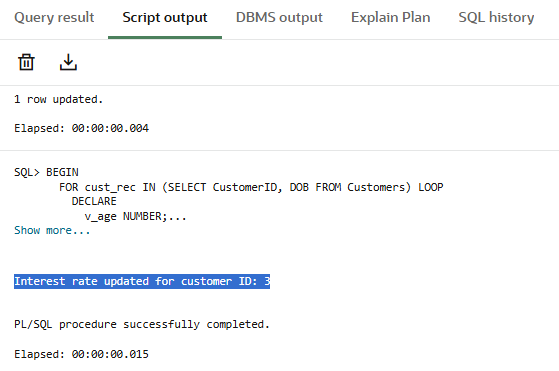 Query result Script output DBMS output Explain Plan SQL history
1 row updated.
Elapsed: 00:00:00.004
SQL> BEGIN
FOR cust_rec IN (SELECT CustomerID, DOB FROM Customers) LOOP
DECLARE
v_age NUMBER;...
Show more...
Interest rate updated for customer ID: 3
PL/SQL procedure successfully completed.
Elapsed: 00:00:00.015